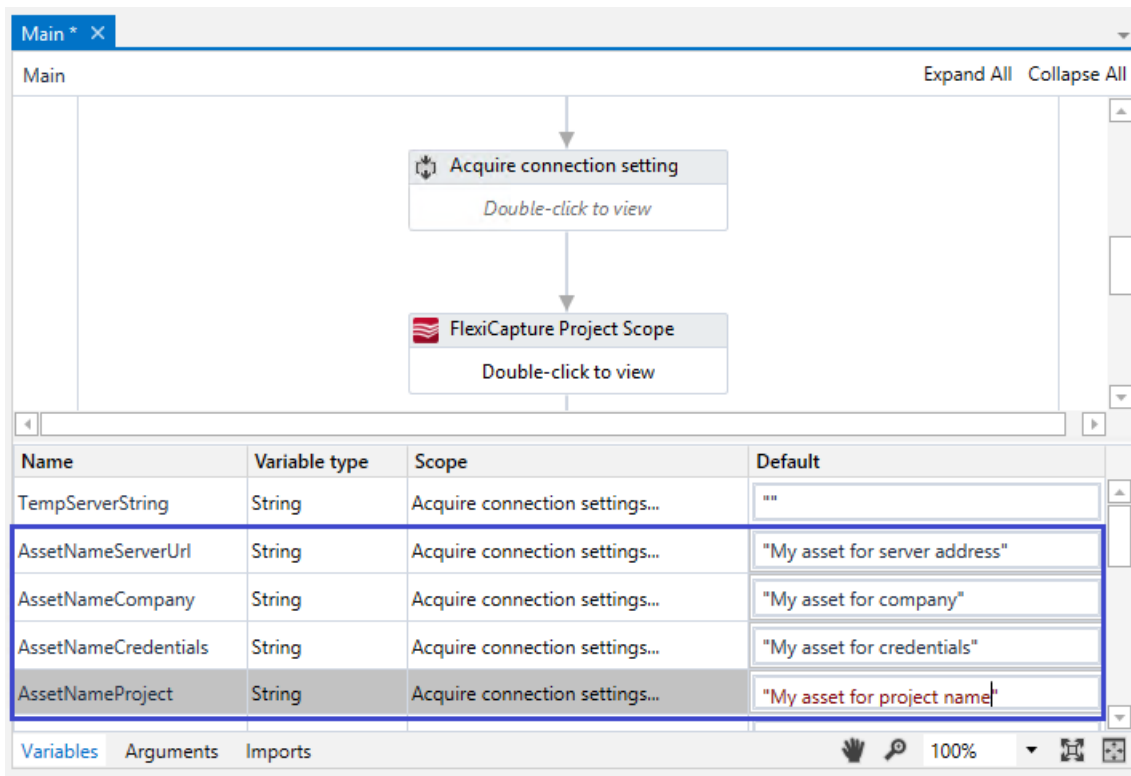 Main *
Main Expand All Collapse All
Acquire connection setting
Double-click to view
FlexiCapture Project Scope
Double-click to view
Name Variable type Scope Default
TempServerString String Acquire connection settings... ""
AssetNameServerUrl String Acquire connection settings... "My asset for server address"
AssetNameCompany String Acquire connection settings... "My asset for company"
AssetNameCredentials String Acquire connection settings... "My asset for credentials"
AssetNameProject String Acquire connection settings... "My asset for project name"
Variables Arguments Imports 100%